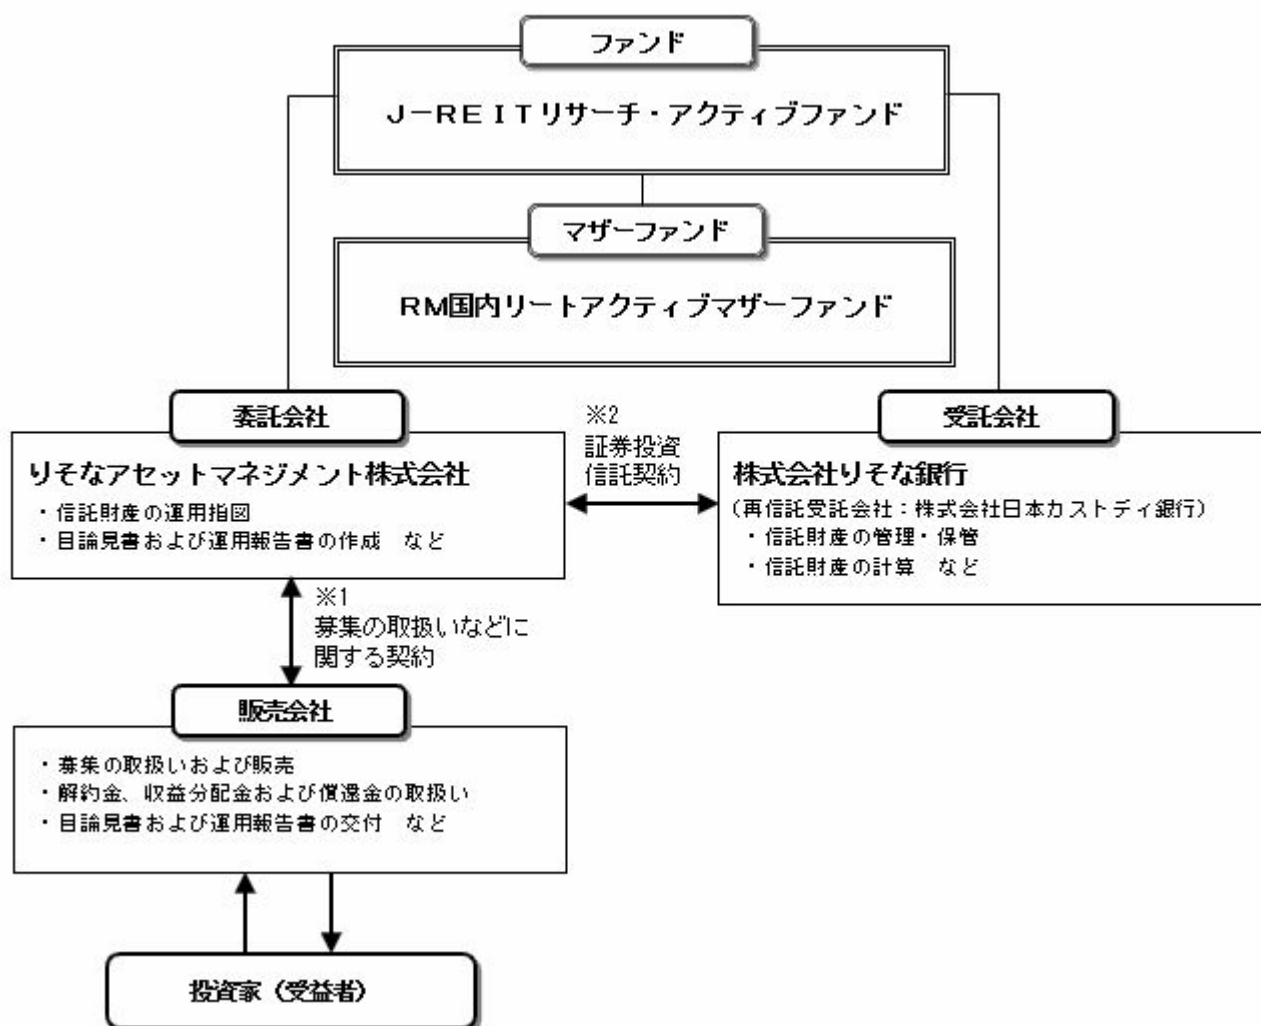 ファンド
J－REITリサーチ・アクティブファンド
マザーファンド
RM国内リートアクティブマザーファンド
委託会社
りそなアセットマネジメント株式会社
・信託財産の運用指図
・目論見書および運用報告書の作成　など
※2
証券投資
信託契約
受託会社
株式会社りそな銀行
（再信託受託会社：株式会社日本カストディ銀行）
・信託財産の管理・保管
・信託財産の計算　など
※1
募集の取扱いなどに
関する契約
販売会社
・募集の取扱いおよび販売
・解約金、収益分配金および償還金の取扱い
・目論見書および運用報告書の交付　など
投資家（受益者）